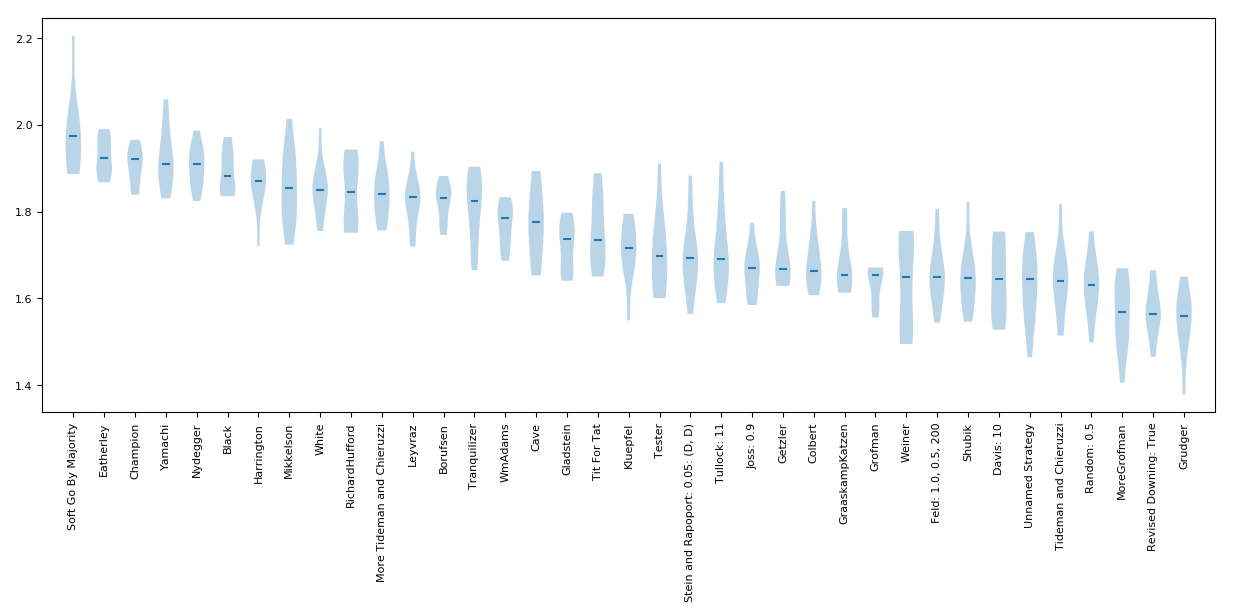 2.2
2.0
1.8
1.6
1.4
Soft Go By Majority
Eatherley
Champion
Yamachi
Nydegger
Black
Harrington
Mikkelson
White
RichardHufford
More Tideman and Chieruzzi
Leyvraz
Borufsen
Tranquilizer
WmAdams
Cave
Gladstein
Tit For Tat
Kluepfel
Tester
Stein and Rapoport: 0.05: (D, D)
Tullock: 11
Joss: 0.9
Getzler
Colbert
GraaskampKatzen
Grofman
Weiner
Feld: 1.0, 0.5, 200
Shubik
Davis: 10
Unnamed Strategy
Tideman and Chieruzzi
Random: 0.5
MoreGrofman
Revised Downing: True
Grudger